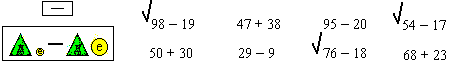 —
√98 − 19 47 + 38 95 − 20 √54 − 17
e − e
50 + 30 29 − 9 √76 − 18 68 + 23